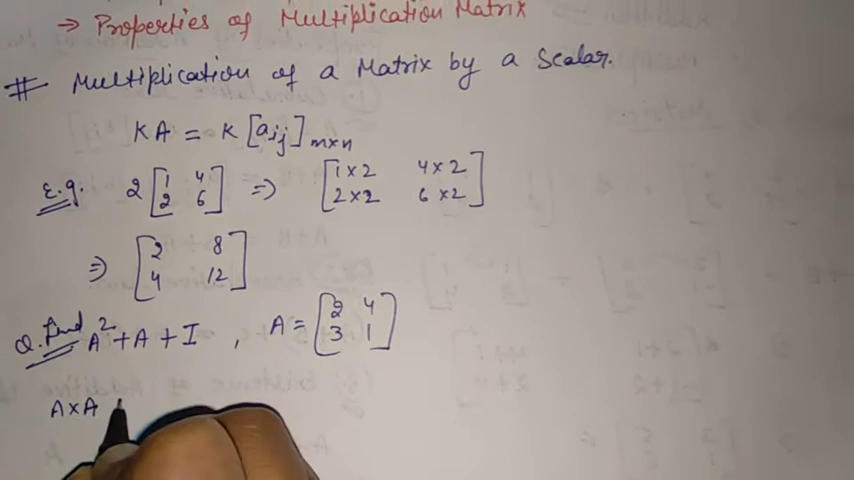 → Properties of Multiplication Matrix
# Multiplication of a Matrix by a Scalar.
KA = K [aij]m×n
E.g. 2 [1 4 ⇒ [1×2 4×2
2 6] 2×2 6×2]
⇒ [2 8
4 12]
Q. Find A²+A+I , A = [2 4
3 1]
A×A